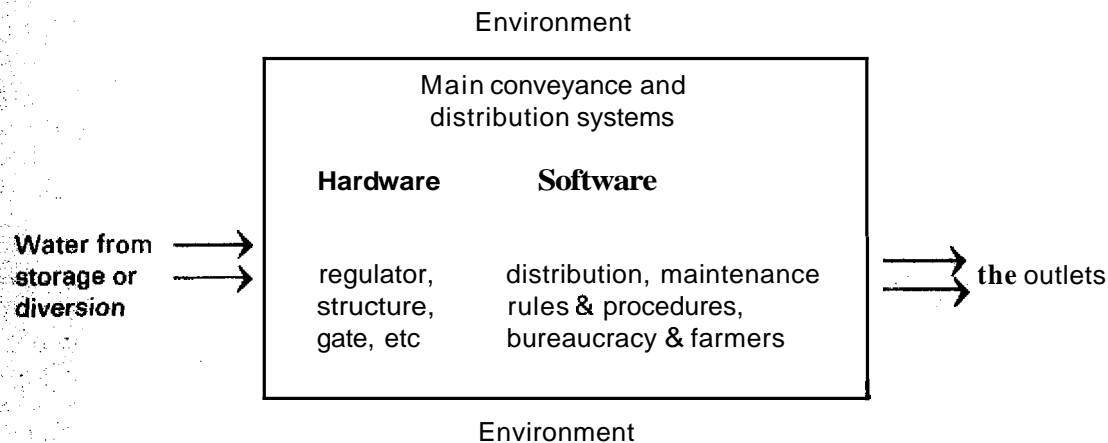 Environment
Main conveyance and
distribution systems
Hardware Software
Water from
storage or
diversion
regulator,
structure,
gate, etc
distribution, maintenance
rules & procedures,
bureaucracy & farmers
the outlets
Environment